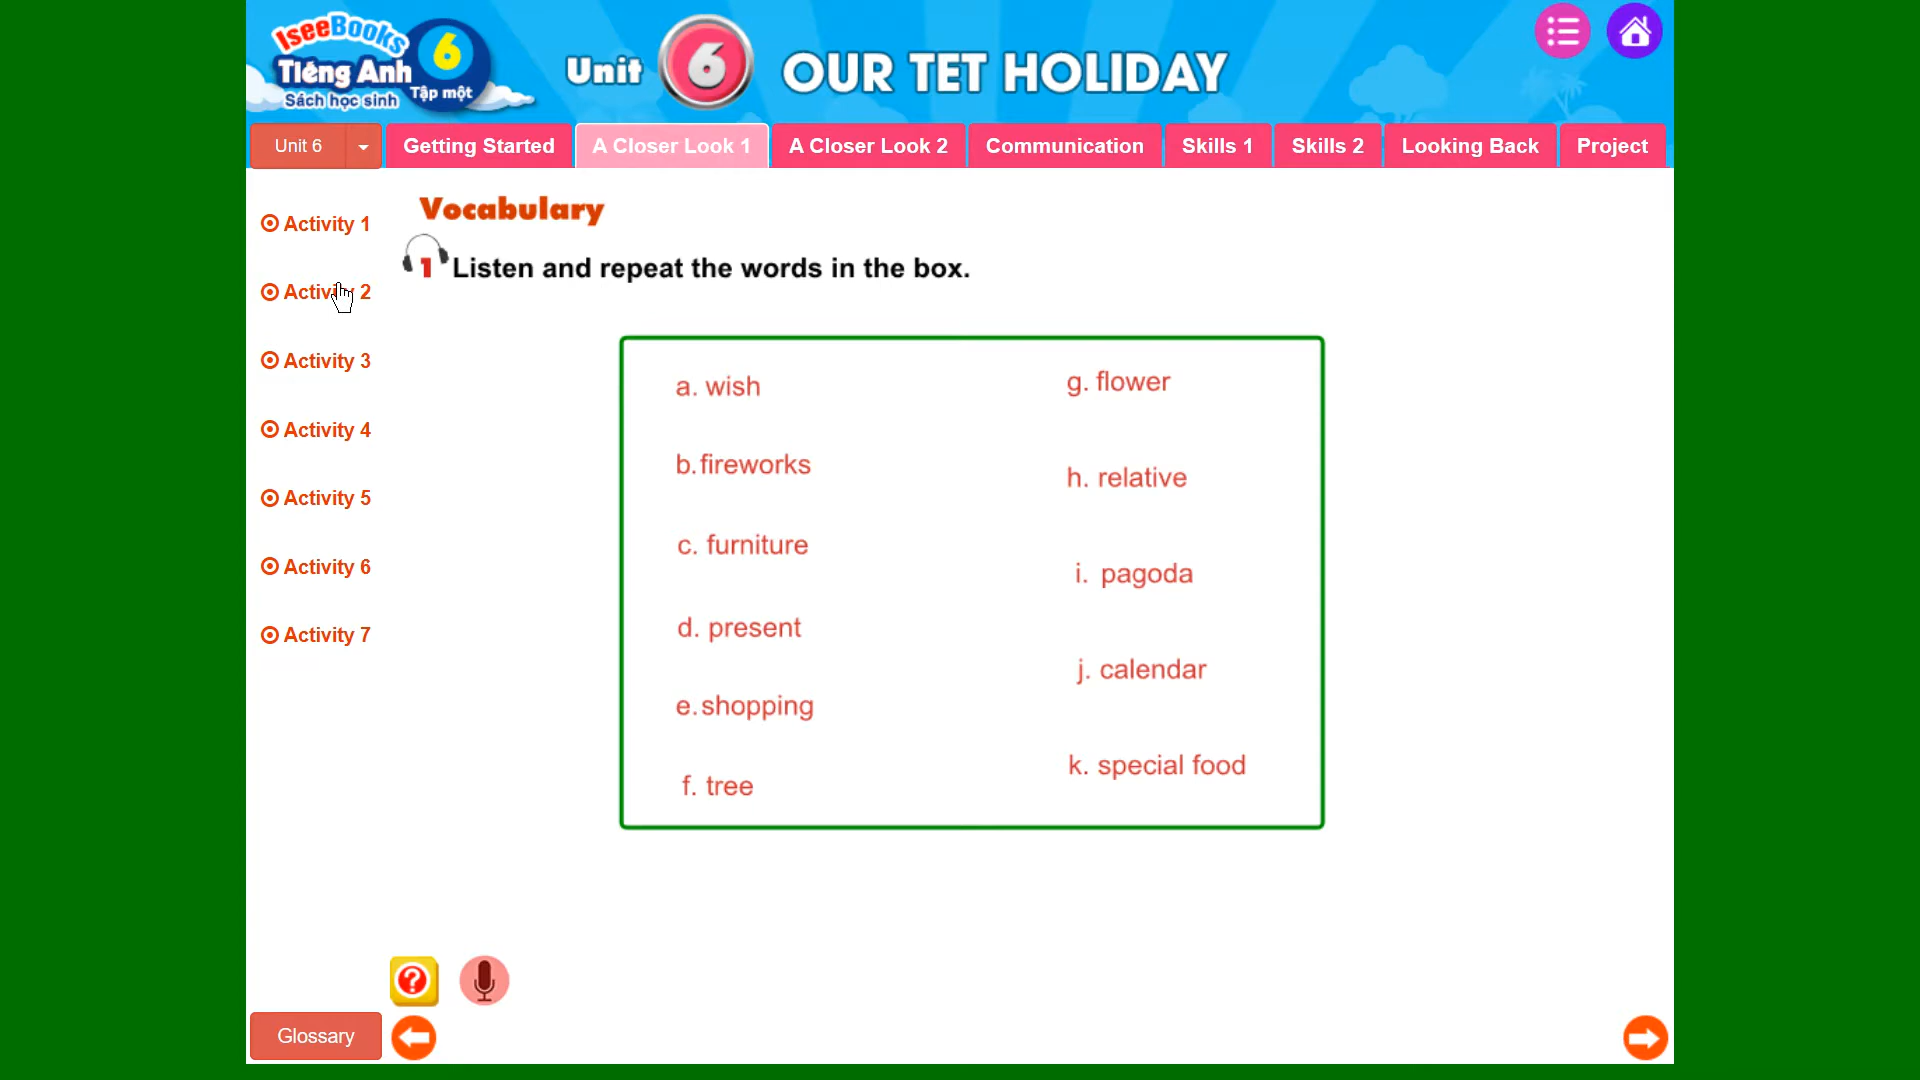 IseeBooks
Tiếng Anh 6
Sách học sinh Tập một
Unit 6 OUR TET HOLIDAY
Unit 6
Getting Started
A Closer Look 1
A Closer Look 2
Communication
Skills 1
Skills 2
Looking Back
Project
Activity 1
Activity 2
Activity 3
Activity 4
Activity 5
Activity 6
Activity 7
Vocabulary
1 Listen and repeat the words in the box.
a. wish
b. fireworks
c. furniture
d. present
e. shopping
f. tree
g. flower
h. relative
i. pagoda
j. calendar
k. special food
?
Glossary